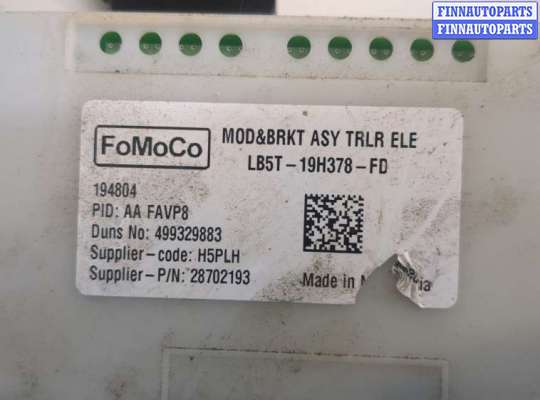 FINNAUTOPARTS
FINNAUTOPARTS
FoMoCo
MOD&BRKT ASY TRLR ELE
LB5T-19H378-FD
194804
PID: AA FAVP8
Duns No: 499329883
Supplier-code: H5PLH
Supplier-P/N: 28702193
Made in